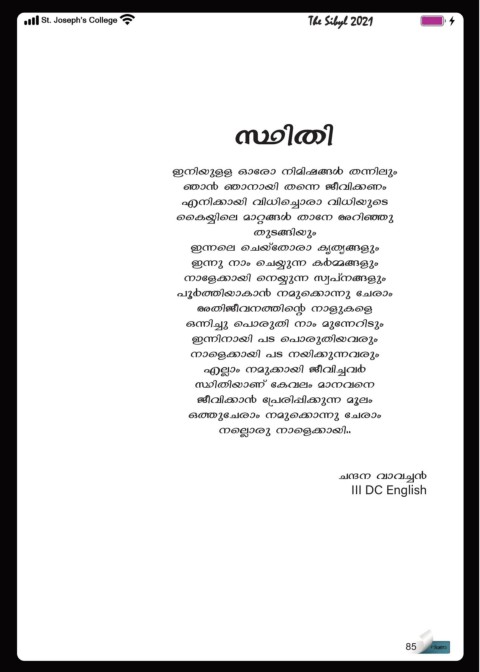 St. Joseph's College
The Sibyl 2021
സ്ഥിതി
ഇനിയുളള ഓരോ നിമിഷങ്ങൾ തന്നിലും
ഞാൻ ഞാനായി തന്നെ ജീവിക്കണം
എനിക്കായി വിധിച്ചൊരാ വിധിയുടെ
കൈയ്യിലെ മാറ്റങ്ങൾ താനേ അറിഞ്ഞു
തുടങ്ങിയും
ഇന്നലെ ചെയ്തോരാ കൃത്യങ്ങളും
ഇന്നു നാം ചെയ്യുന്ന കർമ്മങ്ങളും
നാളേക്കായി നെയ്യുന്ന സ്വപ്നങ്ങളും
പൂർത്തിയാകാൻ നമുക്കൊന്നു ചേരാം
അതിജീവനത്തിന്റെ നാളുകളെ
ഒന്നിച്ചു പൊരുതി നാം മുന്നേറിടും
ഇന്നിനായി പട പൊരുതിയവരും
നാളെക്കായി പട നയിക്കുന്നവരും
എല്ലാം നമുക്കായി ജീവിച്ചവർ
സ്ഥിതിയാണ് കേവലം മാനവനെ
ജീവിക്കാൻ പ്രേരിപ്പിക്കുന്ന മൂലം
ഒത്തുചേരാം നമുക്കൊന്നു ചേരാം
നല്ലൊരു നാളെക്കായി..
ചന്ദന വാവച്ചൻ
III DC English
85